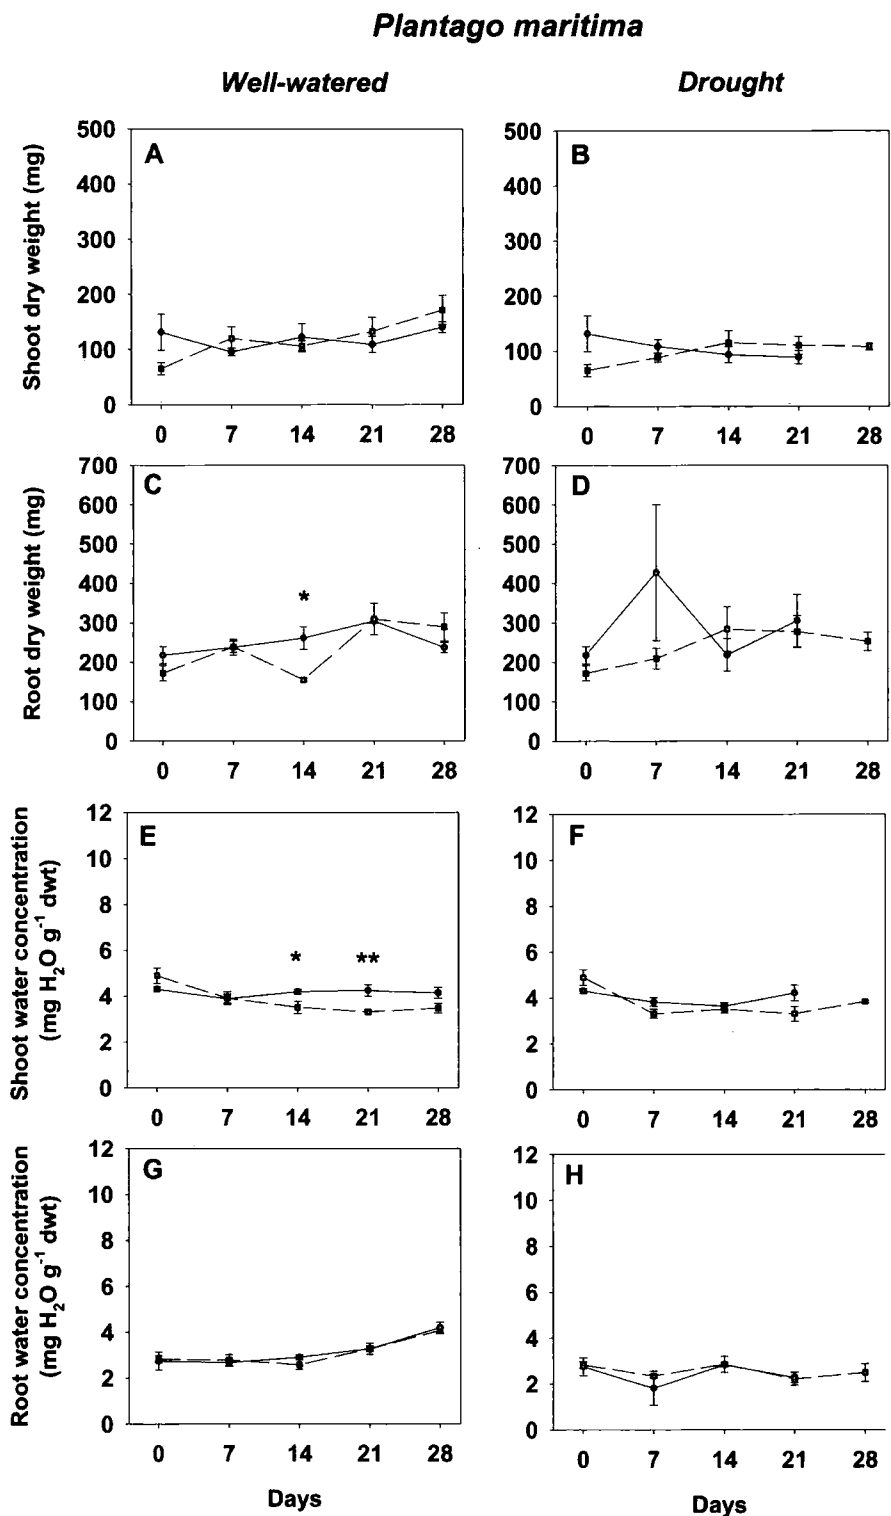 Plantago maritima
Well-watered
Drought
Shoot dry weight (mg)
500
400
300
200
100
0
A
0 7 14 21 28
500
400
300
200
100
0
B
0 7 14 21 28
Root dry weight (mg)
700
600
500
400
300
200
100
0
C
*
0 7 14 21 28
700
600
500
400
300
200
100
0
D
0 7 14 21 28
Shoot water concentration
(mg H₂O g⁻¹ dwt)
12
10
8
6
4
2
0
E
* **
0 7 14 21 28
12
10
8
6
4
2
0
F
0 7 14 21 28
Root water concentration
(mg H₂O g⁻¹ dwt)
12
10
8
6
4
2
0
G
0 7 14 21 28
Days
12
10
8
6
4
2
0
H
0 7 14 21 28
Days